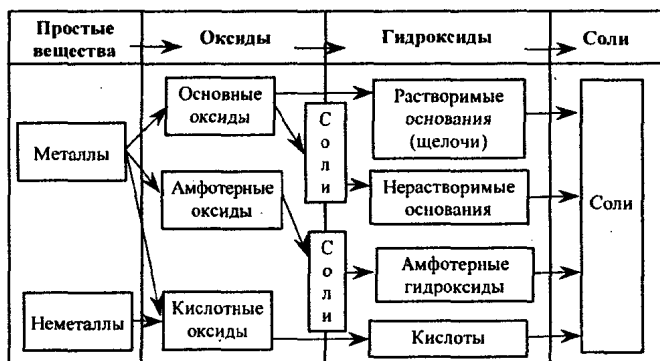 Простые
вещества
Оксиды
Гидроксиды
Соли
Металлы
Неметаллы
Основные
оксиды
Амфотерные
оксиды
Кислотные
оксиды
С
о
л
и
С
о
л
и
Растворимые
основания
(щелочи)
Нерастворимые
основания
Амфотерные
гидроксиды
Кислоты
Соли